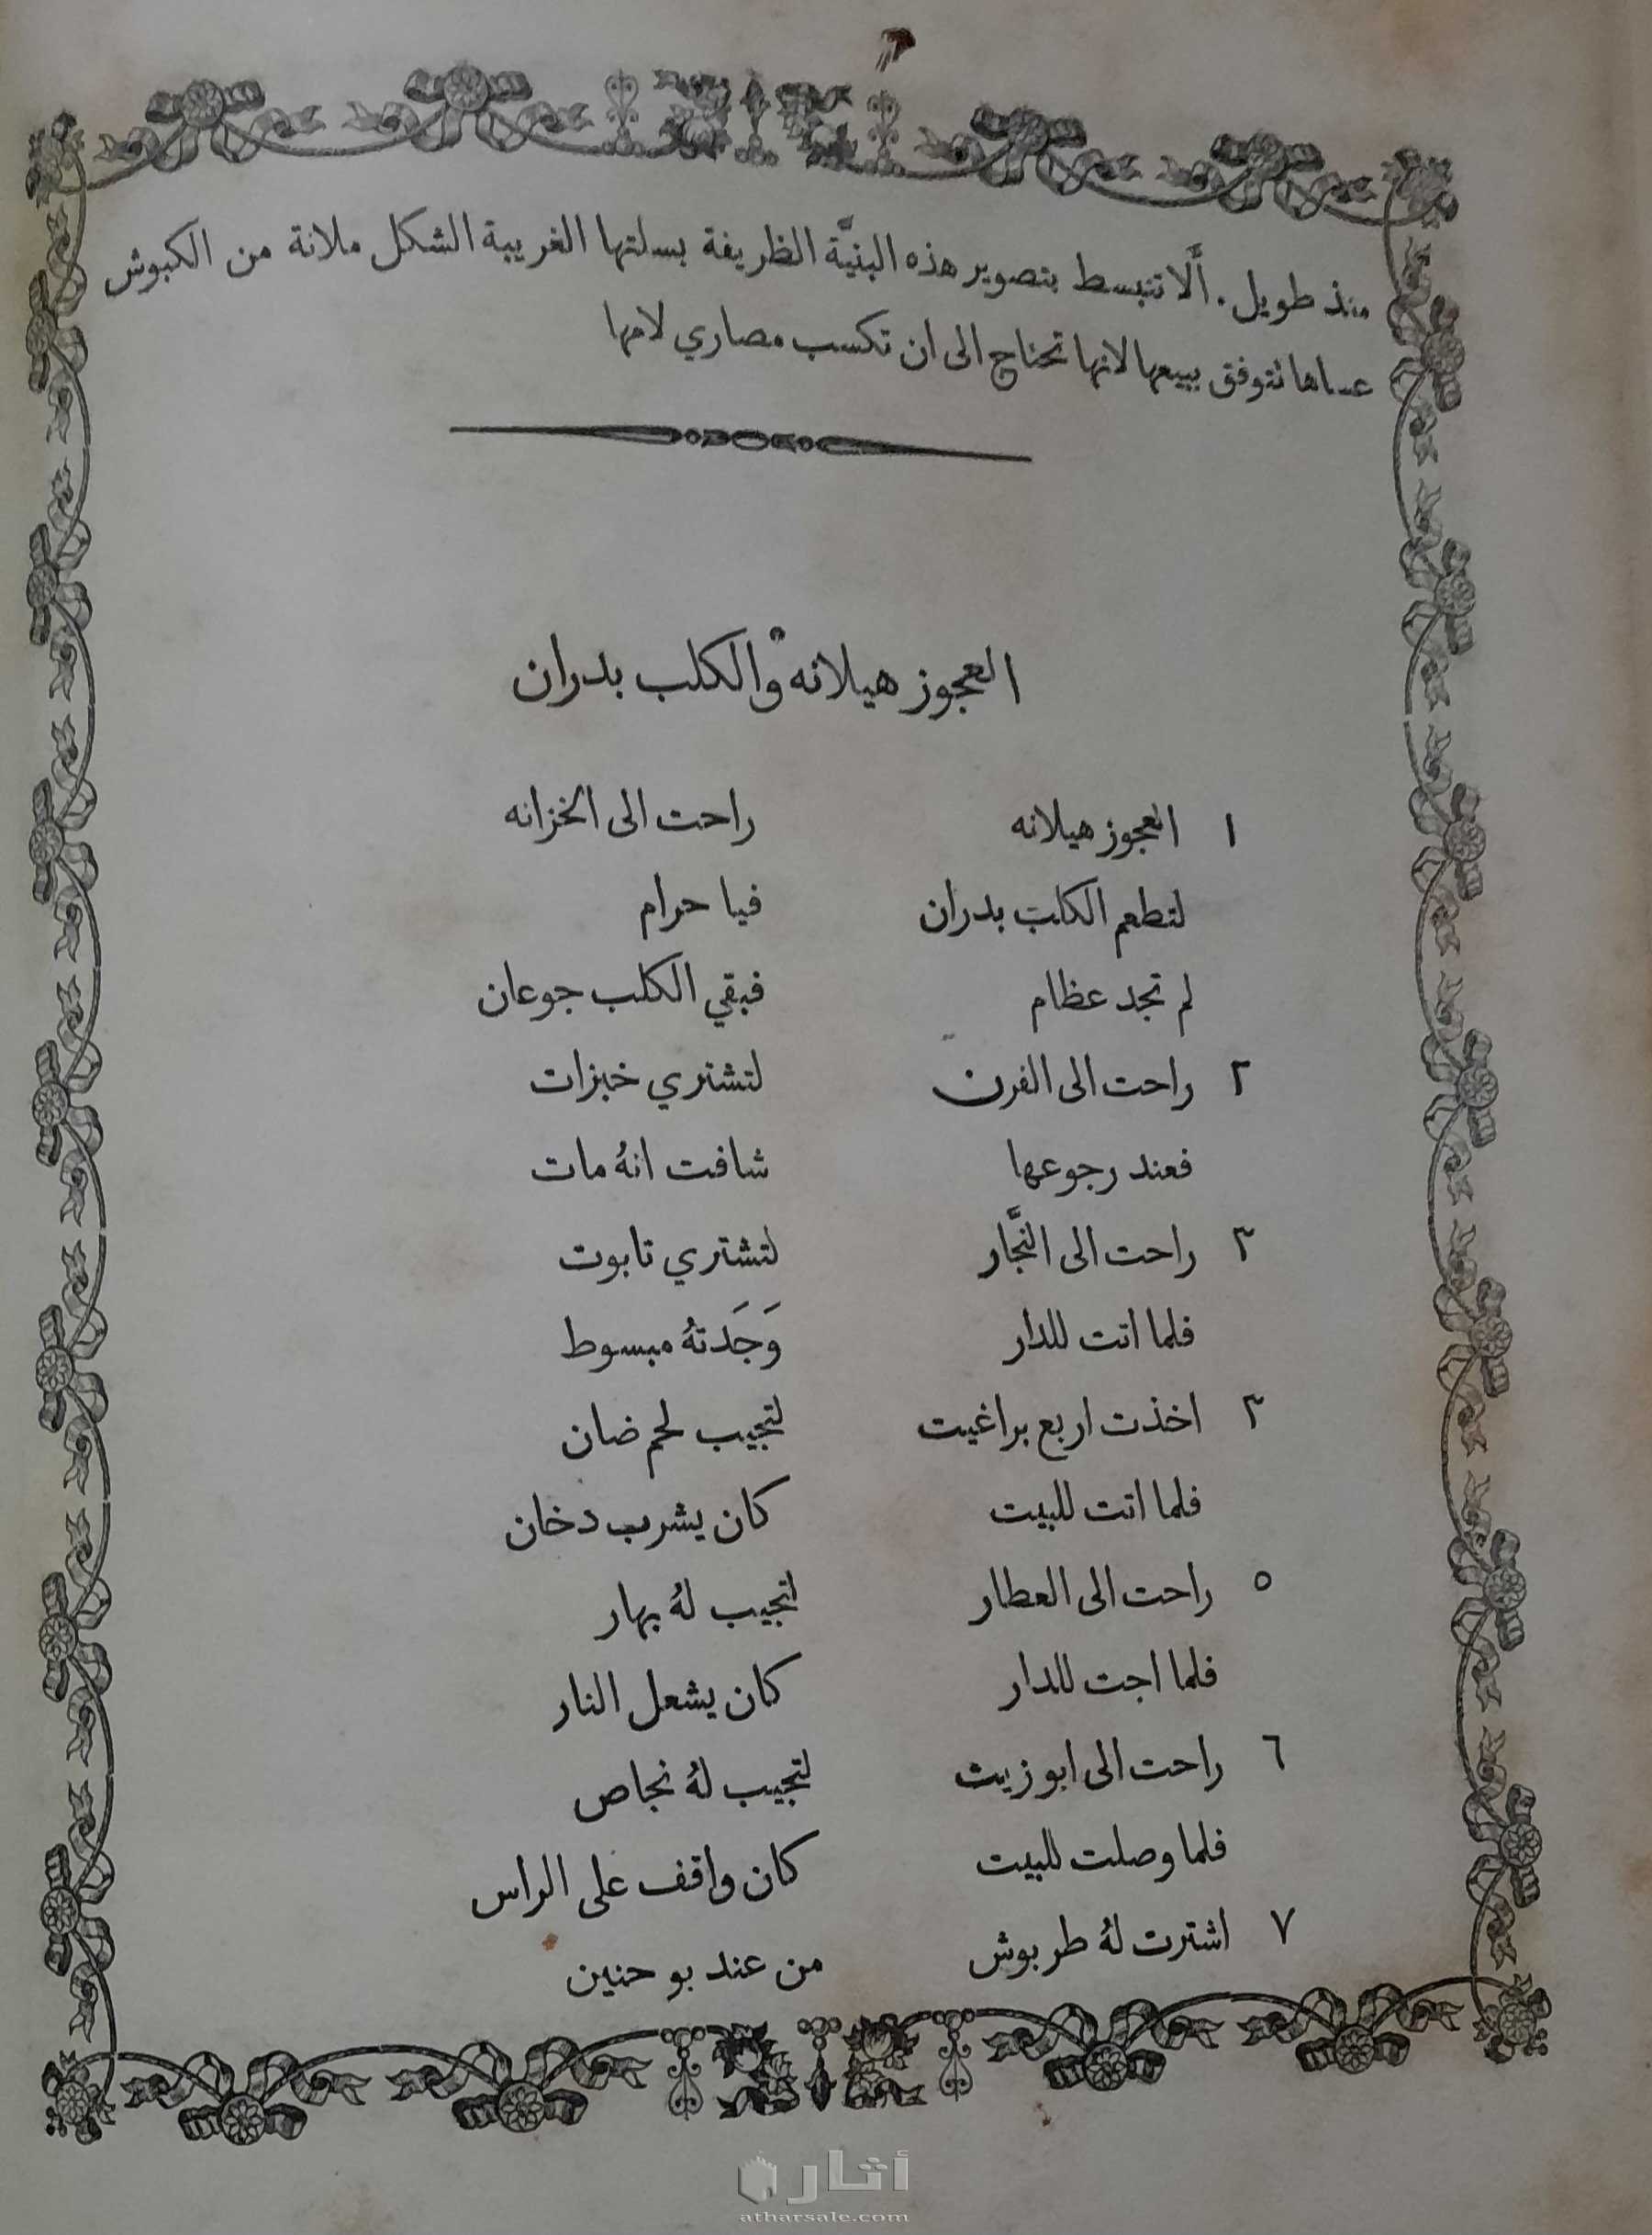 منذ طويل . ألَّا تنبسط بتصوير هذه البنيَّة الظريفة بسلتها الغريبة الشكل ملانة من الكبوش
عساها تتوفق ببيعها لانها تحتاج الى ان تكسب مصاري لامها
العجوز هيلانه والكلب بدران
١ العجوز هيلانه راحت الى الخزانه
لتطعم الكلب بدران فيا حرام
لم تجد عظام فبقي الكلب جوعان
٢ راحت الى الفرن لتشتري خبزات
فعند رجوعها شافت انهُ مات
٣ راحت الى النَّجار لتشتري تابوت
فلما اتت للدار وَجَدتهُ مبسوط
٣ اخذت اربع براغيت لتجيب لحم ضان
فلما اتت للبيت كان يشرب دخان
٥ راحت الى العطار لتجيب لهُ بهار
فلما اجت للدار كان يشعل النار
٦ راحت الى ابو زيت لتجيب لهُ نجاص
فلما وصلت للبيت كان واقف على الراس
٧ اشترت لهُ طربوش من عند بو حنين
أثار
atharsale.com